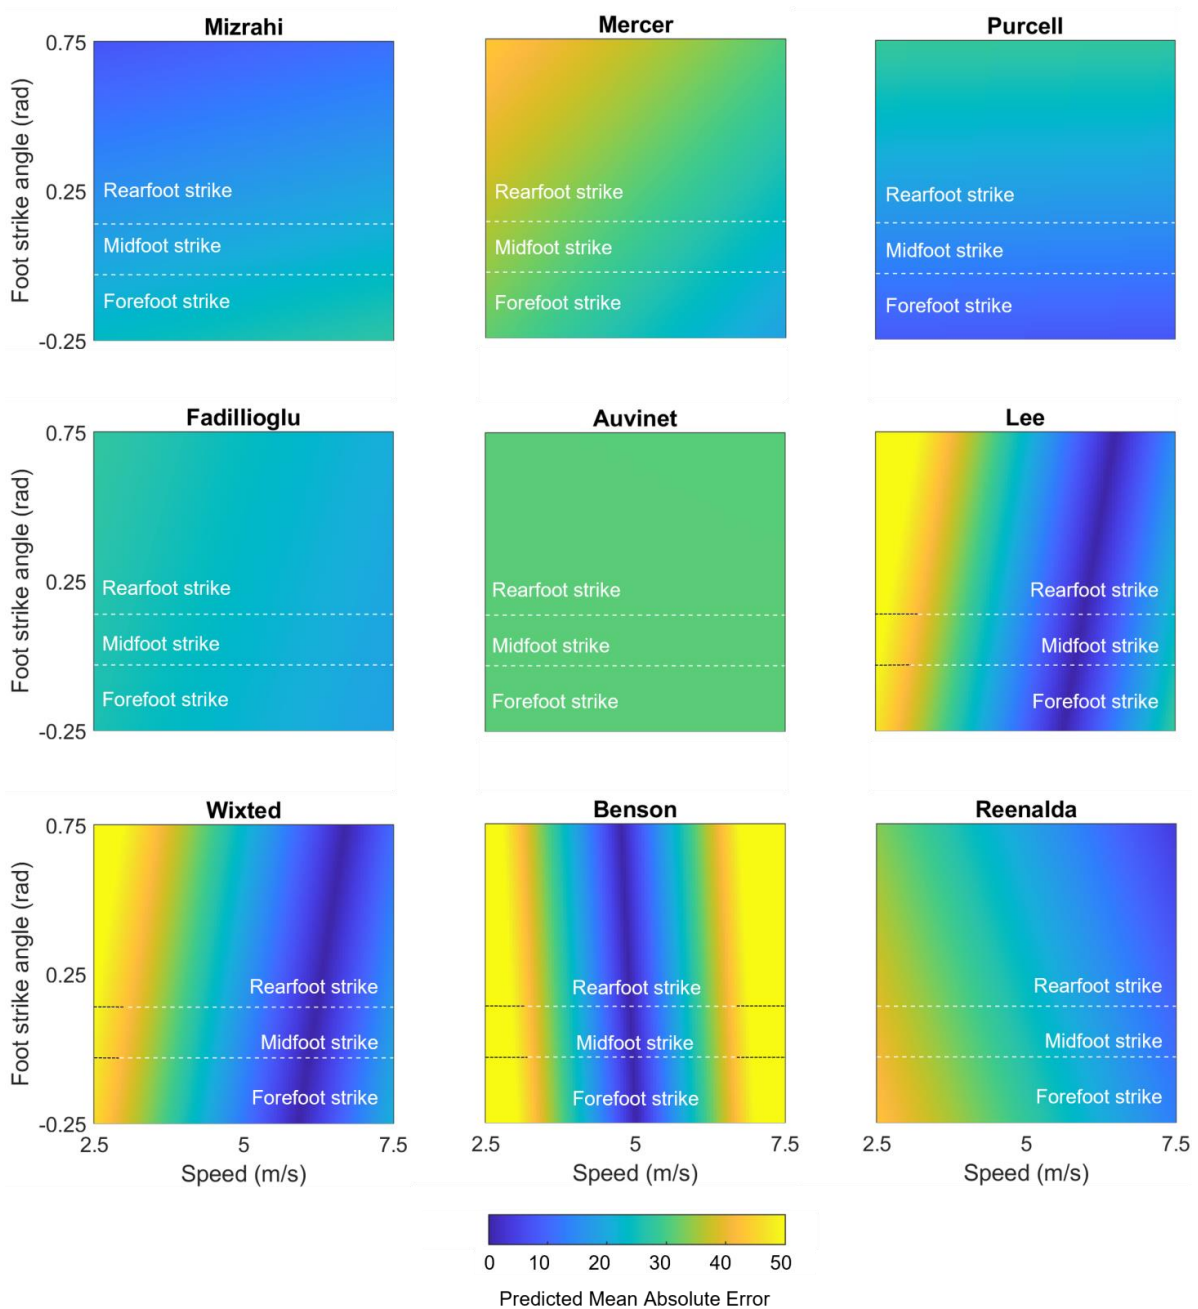 Mizrahi
Mercer
Purcell
Foot strike angle (rad)
0.75
0.25
-0.25
Rearfoot strike
Midfoot strike
Forefoot strike
Rearfoot strike
Midfoot strike
Forefoot strike
Rearfoot strike
Midfoot strike
Forefoot strike
Fadillioglu
Auvinet
Lee
Foot strike angle (rad)
0.75
0.25
-0.25
Rearfoot strike
Midfoot strike
Forefoot strike
Rearfoot strike
Midfoot strike
Forefoot strike
Rearfoot strike
Midfoot strike
Forefoot strike
Wixted
Benson
Reenalda
Foot strike angle (rad)
0.75
0.25
-0.25
Rearfoot strike
Midfoot strike
Forefoot strike
Rearfoot strike
Midfoot strike
Forefoot strike
Rearfoot strike
Midfoot strike
Forefoot strike
2.5 5 7.5
2.5 5 7.5
2.5 5 7.5
Speed (m/s)
Speed (m/s)
Speed (m/s)
0 10 20 30 40 50
Predicted Mean Absolute Error